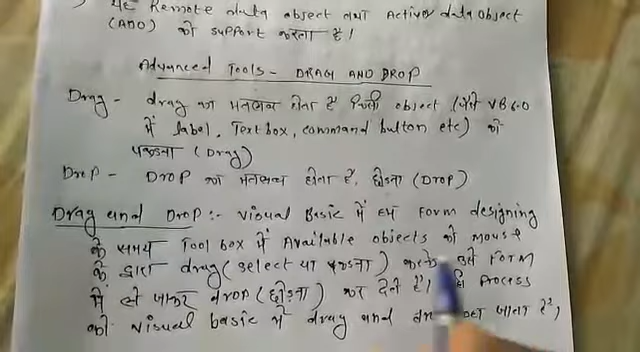 यह Remote data object तथा Active data object
(ADO) को support करता है।
Advanced Tools - DRAG AND DROP
Drag - drag का मतलब होता है किसी object (जैसे VB 6.0
में label, Text box, command button etc) को
पकड़ना (Drag)
Drop - DROP का मतलब होता है, छोड़ना (DROP)
Drag and Drop :- Visual Basic में हम Form designing
के समय Tool box में Available objects को mouse
के द्वारा drag (select या पकड़ना) करके उसे Form
में ले जाकर drop (छोड़ना) कर देते हैं। Process
को visual basic में drag and जाता है,